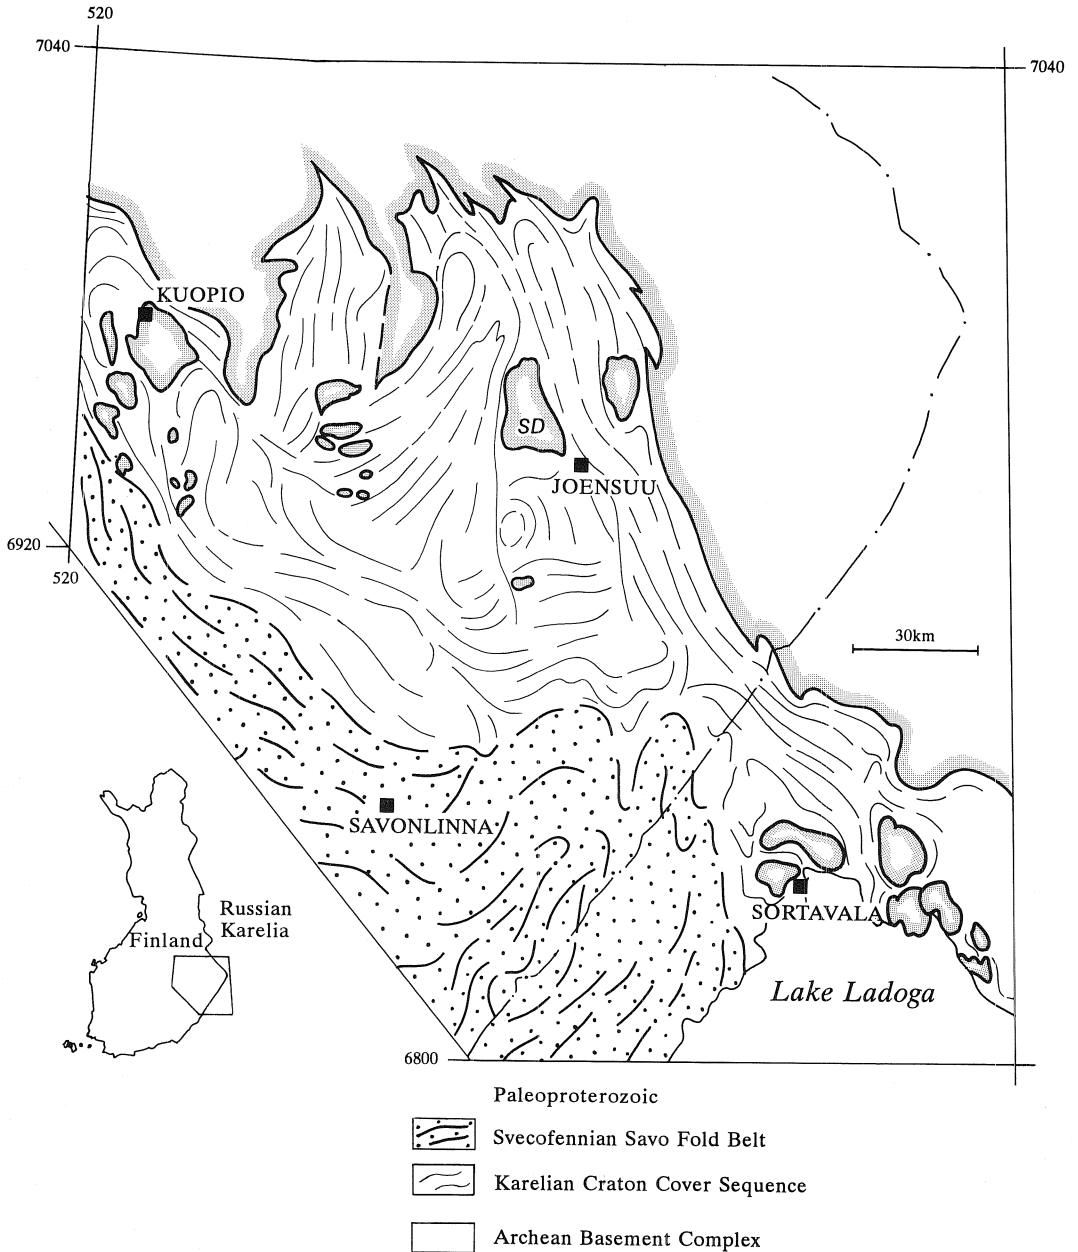 520
7040
7040
KUOPIO
SD
JOENSUU
6920
520
30km
SAVONLINNA
Russian
Karelia
Finland
SORTAVALA
Lake Ladoga
6800
Paleoproterozoic
Svecofennian Savo Fold Belt
Karelian Craton Cover Sequence
Archean Basement Complex